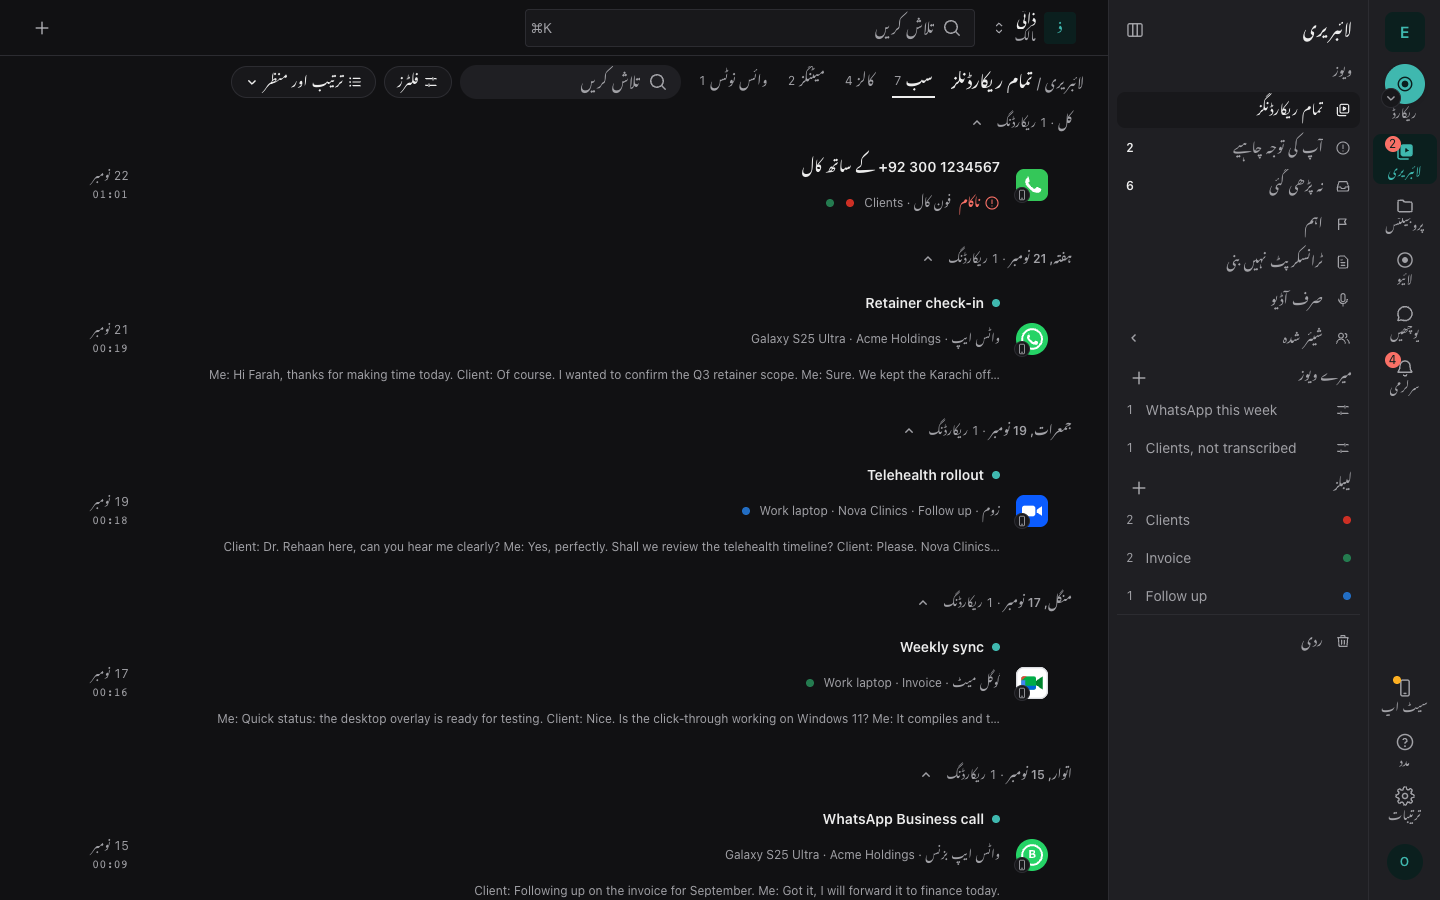 E
ریکارڈ
2
لائبریری
پروجیکٹس
لائیو
پوچھیں
4
سرگرمی
سیٹ اپ
مدد
ترتیبات
O
لائبریری
ویوز
تمام ریکارڈنگز
آپ کی توجہ چاہیے 2
نہ پڑھی گئی 6
اہم
ٹرانسکرپٹ نہیں بنی
صرف آڈیو
شیئر شدہ
میرے ویوز
WhatsApp this week 1
Clients, not transcribed 1
لیبلز
Clients 2
Invoice 2
Follow up 1
ردی
ذ
ذاتی
مالک
تلاش کریں ⌘K
لائبریری / تمام ریکارڈنگز
سب 7
کالز 4
میٹنگز 2
وائس نوٹس 1
تلاش کریں
فلٹرز
ترتیب اور منظر
کل · 1 ریکارڈنگ
+92 300 1234567 کے ساتھ کال
ناکام فون کال · Clients
22 نومبر
01:01
ہفتہ, 21 نومبر · 1 ریکارڈنگ
Retainer check-in
واٹس ایپ · Galaxy S25 Ultra · Acme Holdings
Me: Hi Farah, thanks for making time today. Client: Of course. I wanted to confirm the Q3 retainer scope. Me: Sure. We kept the Karachi off...
21 نومبر
00:19
جمعرات, 19 نومبر · 1 ریکارڈنگ
Telehealth rollout
زوم · Work laptop · Nova Clinics · Follow up
Client: Dr. Rehaan here, can you hear me clearly? Me: Yes, perfectly. Shall we review the telehealth timeline? Client: Please. Nova Clinics...
19 نومبر
00:18
منگل, 17 نومبر · 1 ریکارڈنگ
Weekly sync
گوگل میٹ · Work laptop · Invoice
Me: Quick status: the desktop overlay is ready for testing. Client: Nice. Is the click-through working on Windows 11? Me: It compiles and t...
17 نومبر
00:16
اتوار, 15 نومبر · 1 ریکارڈنگ
WhatsApp Business call
واٹس ایپ بزنس · Galaxy S25 Ultra · Acme Holdings
Client: Following up on the invoice for September. Me: Got it, I will forward it to finance today.
15 نومبر
00:09